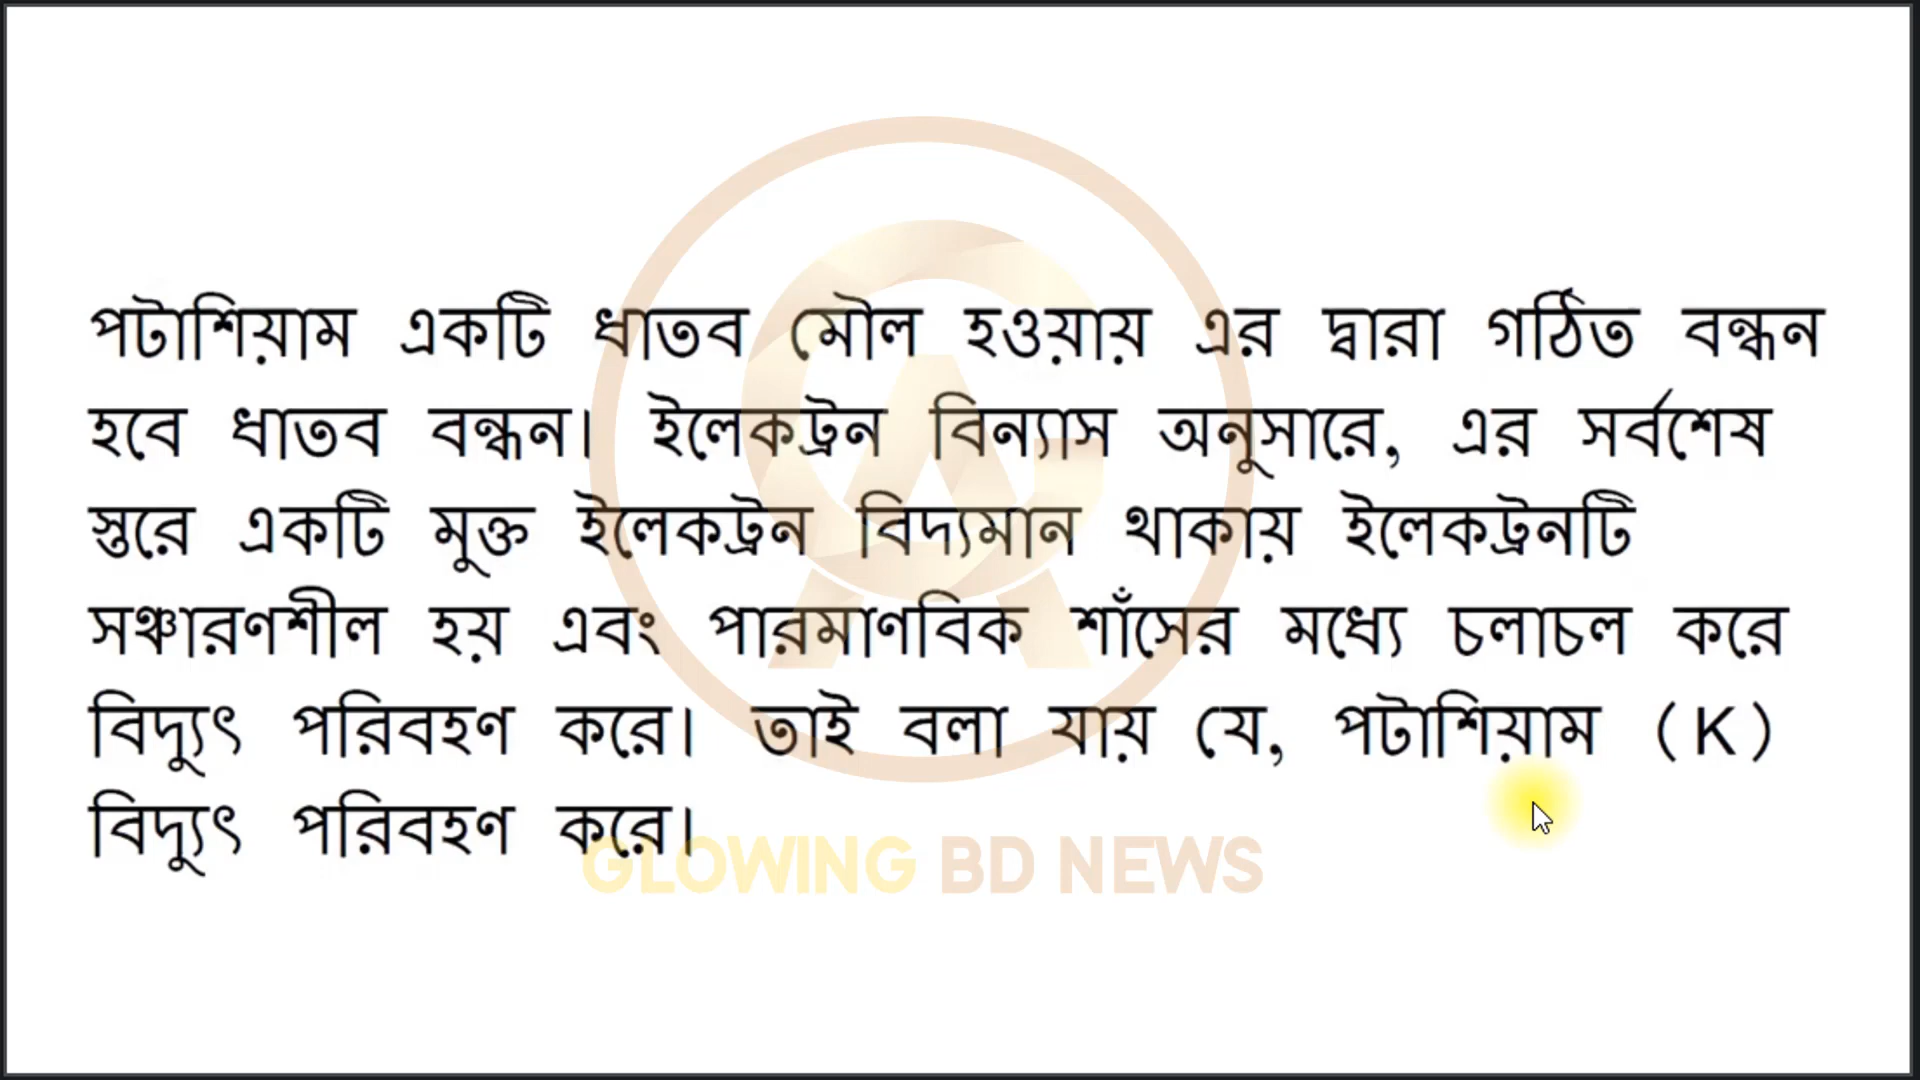 পটাশিয়াম একটি ধাতব মৌল হওয়ায় এর দ্বারা গঠিত বন্ধন
হবে ধাতব বন্ধন। ইলেকট্রন বিন্যাস অনুসারে, এর সর্বশেষ
স্তরে একটি মুক্ত ইলেকট্রন বিদ্যমান থাকায় ইলেকট্রনটি
সঞ্চারণশীল হয় এবং পারমাণবিক শাঁসের মধ্যে চলাচল করে
বিদ্যুৎ পরিবহণ করে। তাই বলা যায় যে, পটাশিয়াম (K)
বিদ্যুৎ পরিবহণ করে।
GLOWING BD NEWS